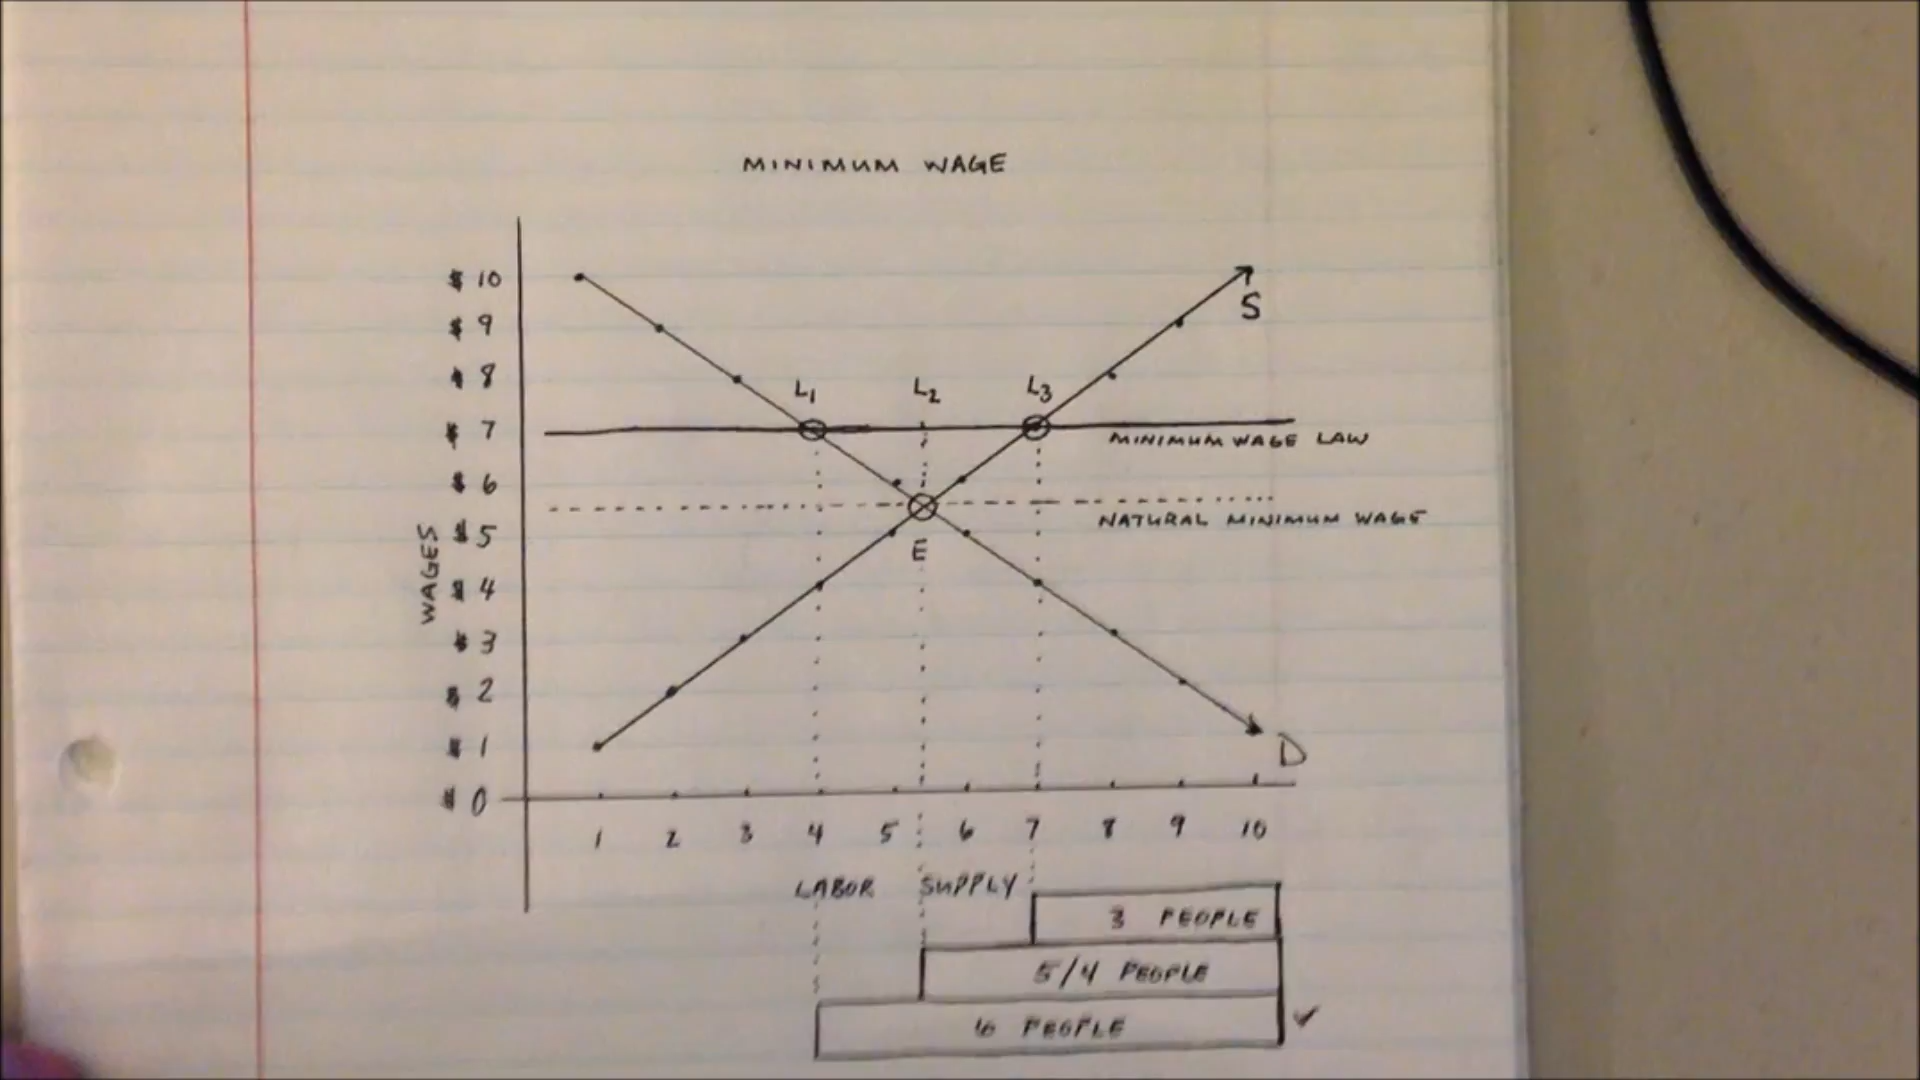 MINIMUM WAGE
$ 10
$ 9
$ 8
$ 7
$ 6
$ 5
$ 4
$ 3
$ 2
$ 1
$ 0
WAGES
L1 L2 L3
S
MINIMUM WAGE LAW
NATURAL MINIMUM WAGE
E
D
1 2 3 4 5 6 7 8 9 10
LABOR SUPPLY
3 PEOPLE
5/4 PEOPLE
6 PEOPLE